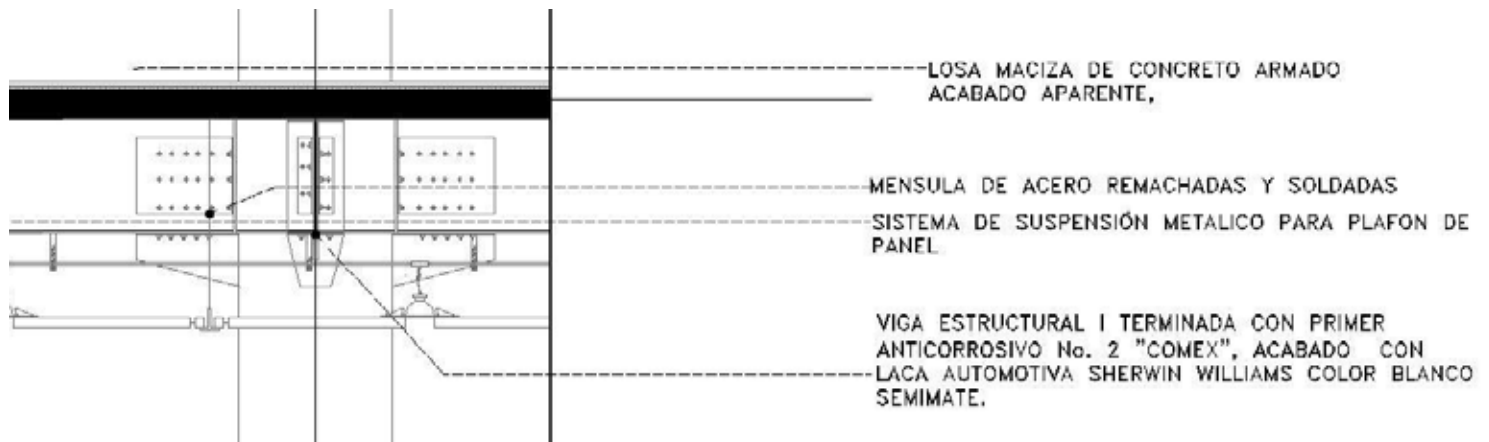 LOSA MACIZA DE CONCRETO ARMADO
ACABADO APARENTE,
MENSULA DE ACERO REMACHADAS Y SOLDADAS
SISTEMA DE SUSPENSIÓN METALICO PARA PLAFON DE
PANEL
VIGA ESTRUCTURAL I TERMINADA CON PRIMER
ANTICORROSIVO No. 2 "COMEX", ACABADO CON
LACA AUTOMOTIVA SHERWIN WILLIAMS COLOR BLANCO
SEMIMATE.